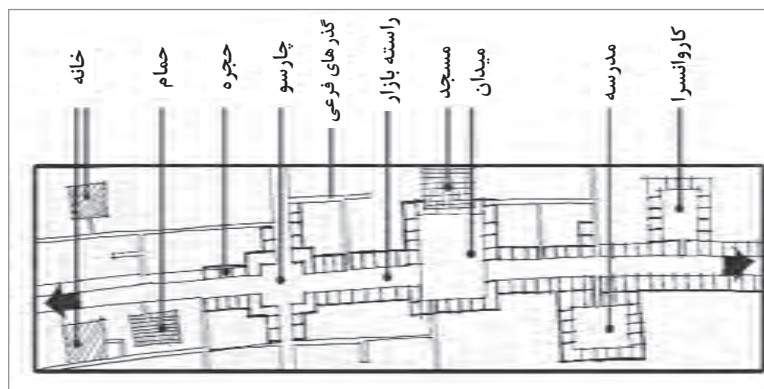 کاروانسرا
مدرسه
میدان
مسجد
راسته بازار
گذرهای فرعی
چارسو
حجره
حمام
خانه